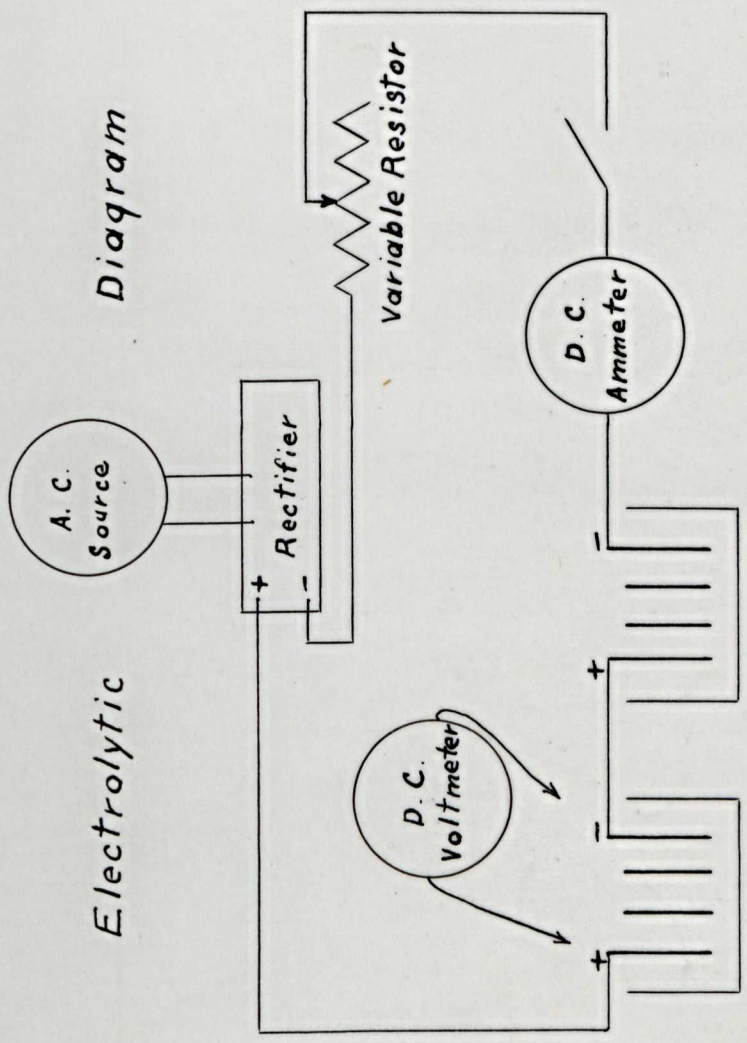 Electrolytic Diagram
A. C.
Source
+
Rectifier
-
Variable Resistor
D. C.
Voltmeter
D. C.
Ammeter
+
-
+
-